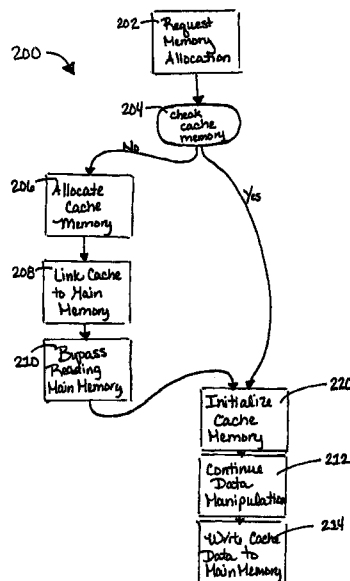 202
Request
Memory
Allocation
200
204
check
cache
memory
No
Yes
206
Allocate
Cache
Memory
208
Link Cache
to Main
Memory
210
Bypass
Reading
Main Memory
220
Initialize
Cache
Memory
212
Continue
Data
Manipulation
214
Write Cache
Data to
Main Memory